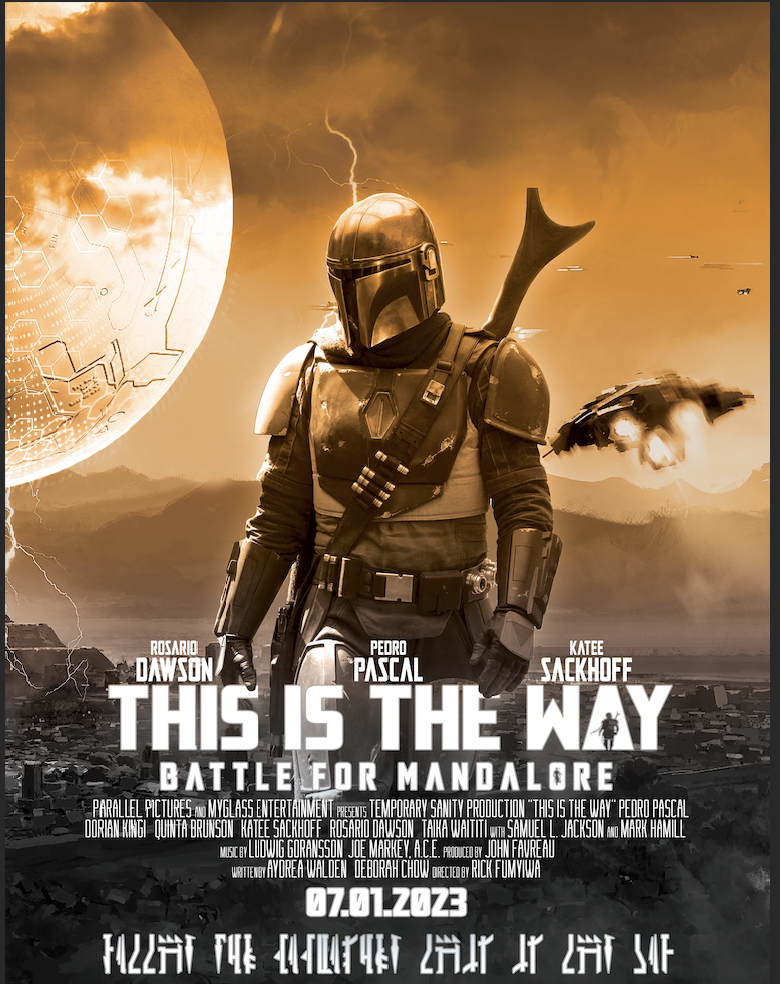 ROSARIO PEDRO KATEE
DAWSON PASCAL SACKHOFF
THIS IS THE WAY
BATTLE FOR MANDALORE
PARALLEL PICTURES AND MYGLASS ENTERTAINMENT PRESENTS TEMPORARY SANITY PRODUCTION "THIS IS THE WAY" PEDRO PASCAL
DORIAN KINGI QUINTA BRUNSON KATEE SACKHOFF ROSARIO DAWSON TAIKA WAITITI WITH SAMUEL L. JACKSON AND MARK HAMILL
MUSIC BY LUDWIG GORANSSON JOE MARKEY, A.C.E. PRODUCED BY JOHN FAVREAU
WRITTEN BY AYDREA WALDEN DEBORAH CHOW DIRECTED BY RICK FUMYIWA
07.01.2023